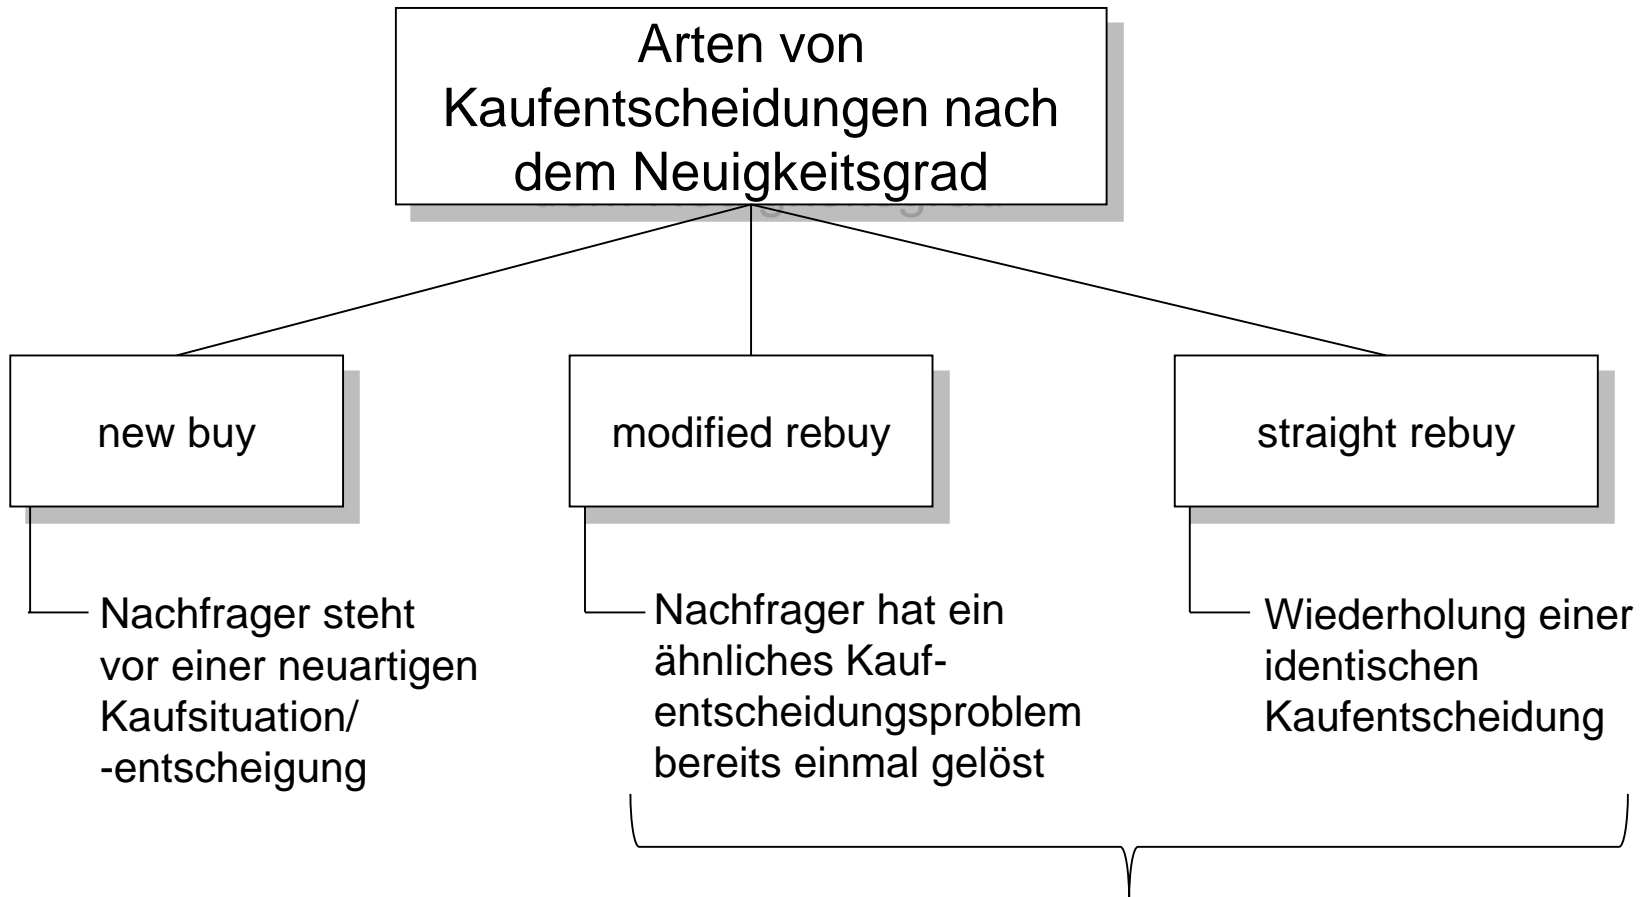 Arten von
Kaufentscheidungen nach
dem Neuigkeitsgrad
new buy
modified rebuy
straight rebuy
Nachfrager steht
vor einer neuartigen
Kaufsituation/
-entscheigung
Nachfrager hat ein
ähnliches Kauf-
entscheidungsproblem
bereits einmal gelöst
Wiederholung einer
identischen
Kaufentscheidung